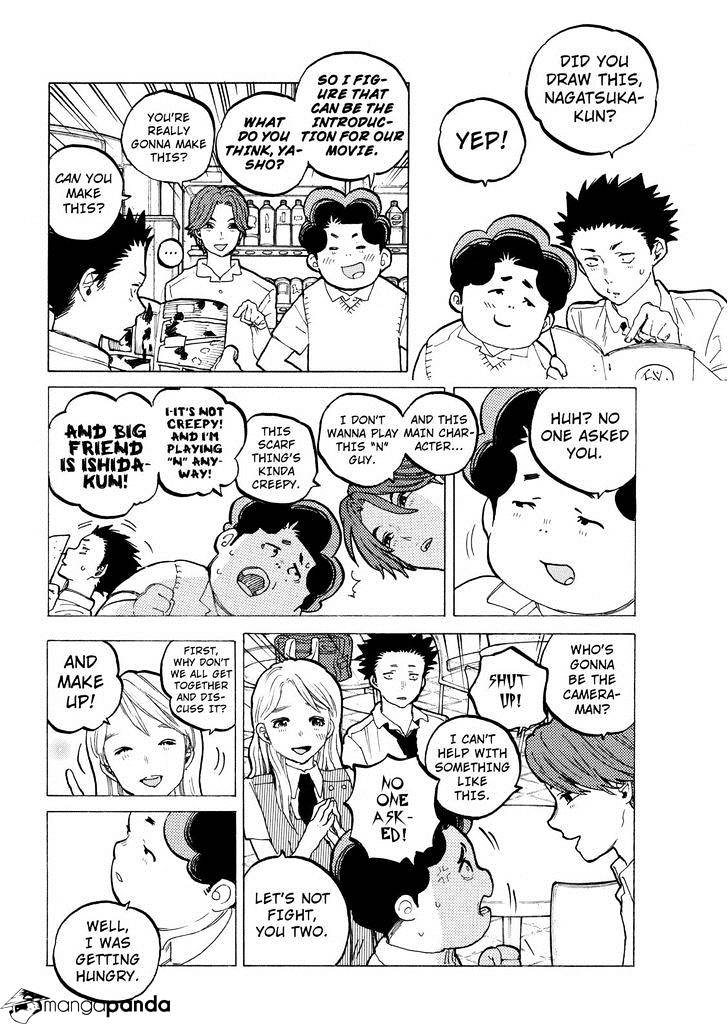 DID YOU
DRAW THIS,
NAGATSUKA-
KUN?
YEP!
SO I FIG-
URE THAT
CAN BE THE
INTRODUC-
TION FOR OUR
MOVIE.
WHAT
DO YOU
THINK, YA-
SHO?
YOU'RE
REALLY
GONNA MAKE
THIS?
CAN YOU
MAKE
THIS?
...
HUH? NO
ONE ASKED
YOU.
AND THIS
MAIN CHAR-
ACTER...
I DON'T
WANNA PLAY
THIS "N"
GUY.
THIS
SCARF
THING'S
KINDA
CREEPY.
I-IT'S NOT
CREEPY!
AND I'M
PLAYING
"N" ANY-
WAY!
AND BIG
FRIEND
IS ISHIDA-
KUN!
WHO'S
GONNA
BE THE
CAMERA-
MAN?
SHUT
UP!
I CAN'T
HELP WITH
SOMETHING
LIKE
THIS.
NO
ONE
ASK-
ED!
LET'S NOT
FIGHT,
YOU TWO.
FIRST,
WHY DON'T
WE ALL GET
TOGETHER
AND DIS-
CUSS IT?
AND
MAKE
UP!
WELL,
I WAS
GETTING
HUNGRY.
mangapanda